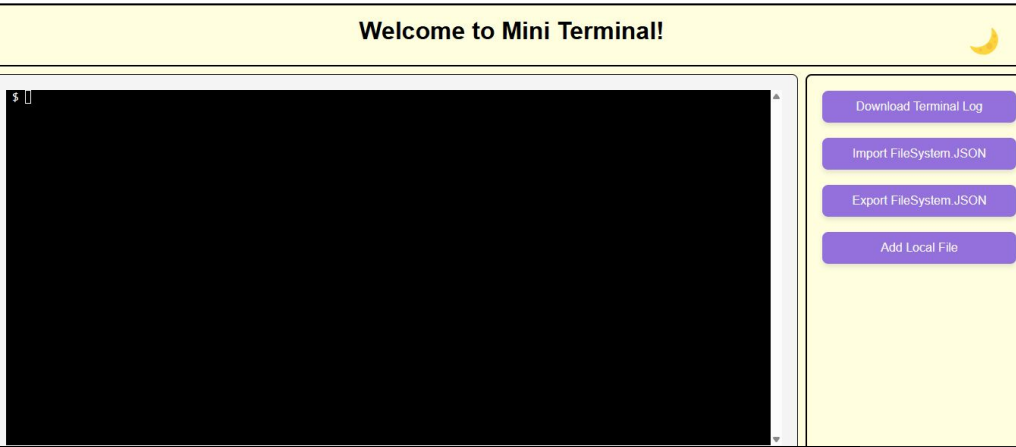 Welcome to Mini Terminal!
$
Download Terminal Log
Import FileSystem.JSON
Export FileSystem.JSON
Add Local File